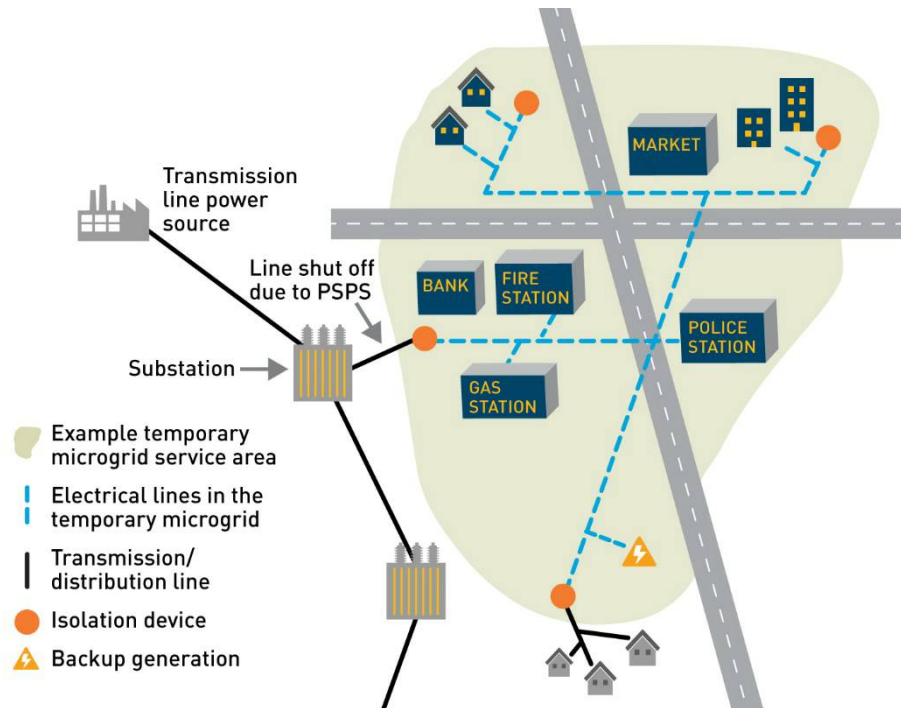 Transmission
line power
source
Line shut off
due to PSPS
Substation
MARKET
BANK
FIRE
STATION
POLICE
STATION
GAS
STATION
Example temporary
microgrid service area
Electrical lines in the
temporary microgrid
Transmission/
distribution line
Isolation device
Backup generation